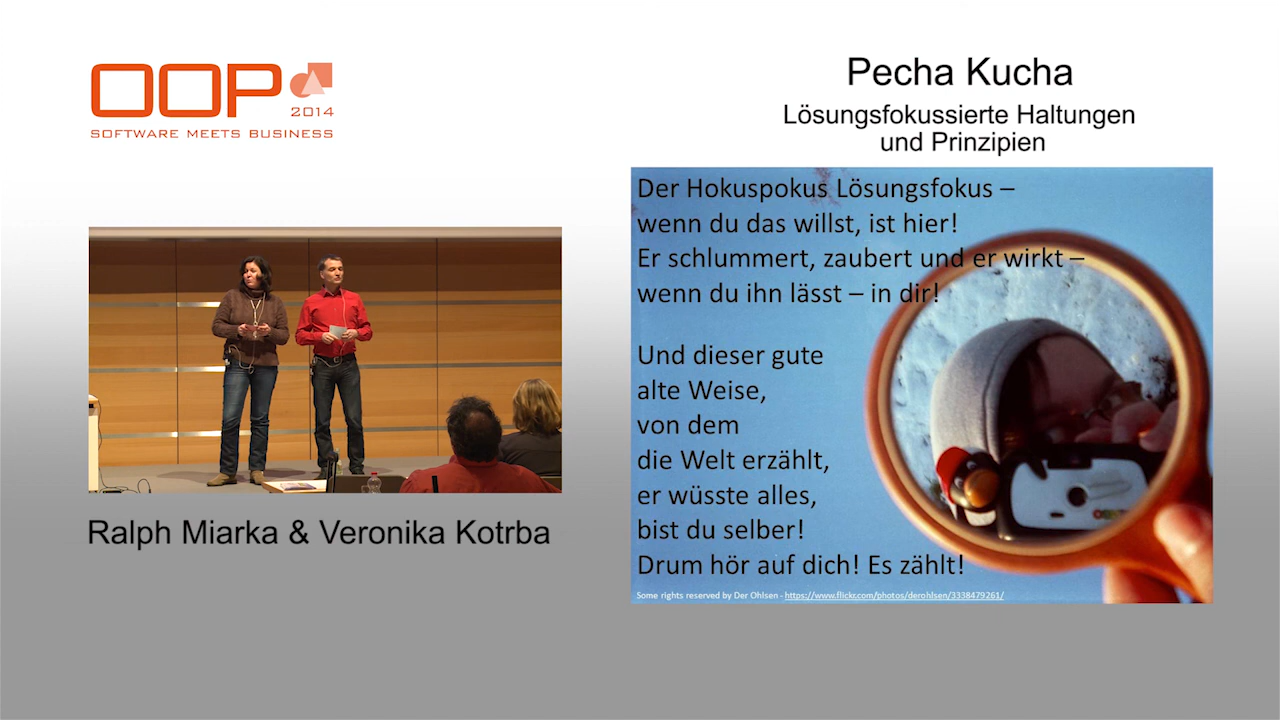 OOP
2014
SOFTWARE MEETS BUSINESS
Pecha Kucha
Lösungsfokussierte Haltungen
und Prinzipien
Der Hokuspokus Lösungsfokus –
wenn du das willst, ist hier!
Er schlummert, zaubert und er wirkt –
wenn du ihn lässt – in dir!
Und dieser gute
alte Weise,
von dem
die Welt erzählt,
er wüsste alles,
bist du selber!
Drum hör auf dich! Es zählt!
Some rights reserved by Der Ohlsen - https://www.flickr.com/photos/derohlsen/3338479261/
Ralph Miarka & Veronika Kotrba